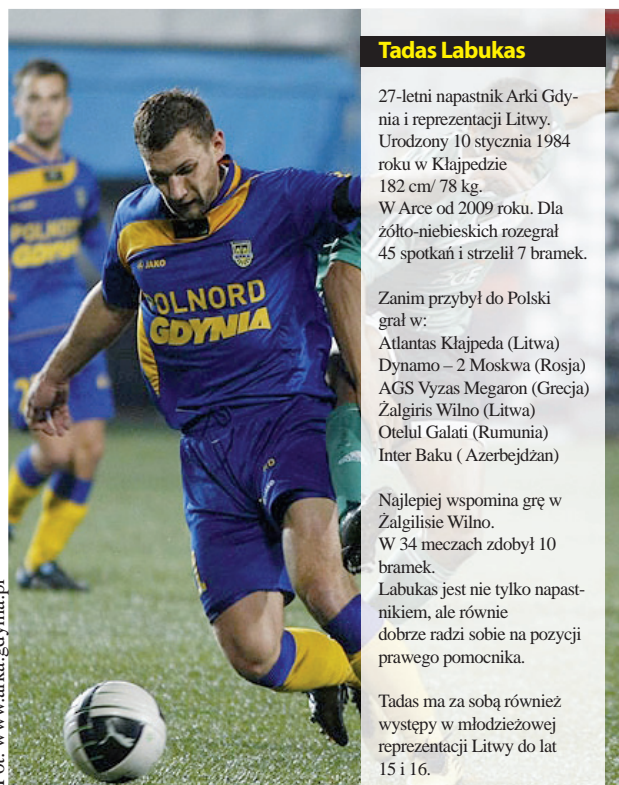 Tadas Labukas
27-letni napastnik Arki Gdy-
nia i reprezentacji Litwy.
Urodzony 10 stycznia 1984
roku w Kłajpedzie
182 cm/ 78 kg.
W Arce od 2009 roku. Dla
żółto-niebieskich rozegrał
45 spotkań i strzelił 7 bramek.
Zanim przybył do Polski
grał w:
Atlantas Kłajpeda (Litwa)
Dynamo – 2 Moskwa (Rosja)
AGS Vyzas Megaron (Grecja)
Żalgiris Wilno (Litwa)
Otelul Galati (Rumunia)
Inter Baku ( Azerbejdżan)
Najlepiej wspomina grę w
Żalgilisie Wilno.
W 34 meczach zdobył 10
bramek.
Labukas jest nie tylko napast-
nikiem, ale równie
dobrze radzi sobie na pozycji
prawego pomocnika.
Tadas ma za sobą również
występy w młodzieżowej
reprezentacji Litwy do lat
15 i 16.
JAKO
POLNORD
GDYNIA
POLNORD
GDYNIA
Fot. www.arka.gdynia.pl